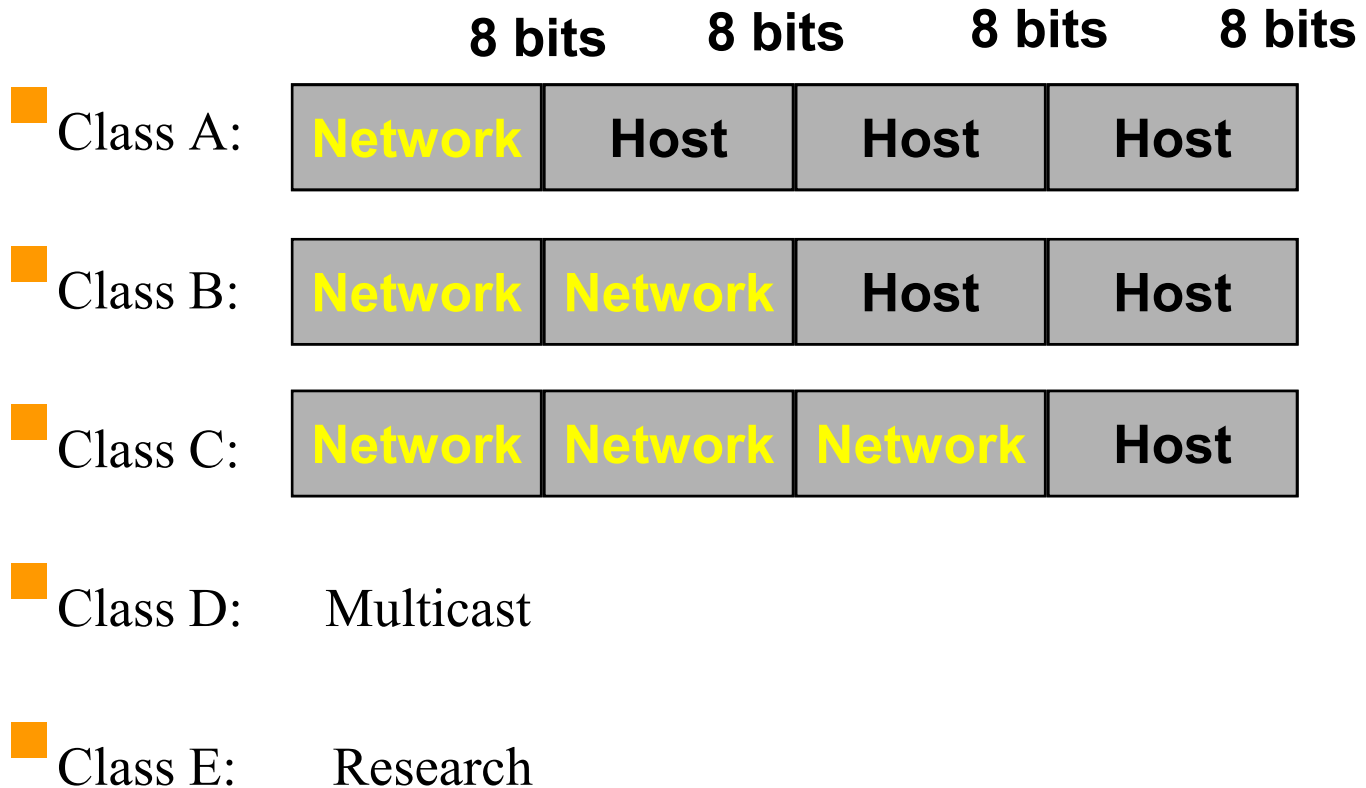 8 bits 8 bits 8 bits 8 bits
Class A: Network Host Host Host
Class B: Network Network Host Host
Class C: Network Network Network Host
Class D: Multicast
Class E: Research